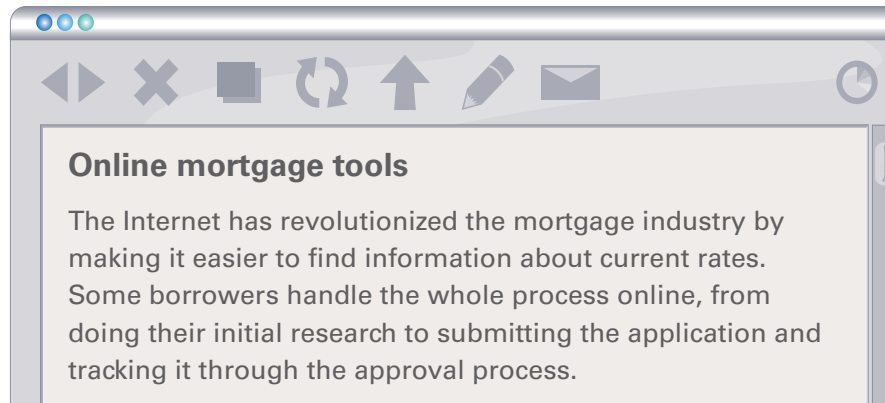 Online mortgage tools
The Internet has revolutionized the mortgage industry by
making it easier to find information about current rates.
Some borrowers handle the whole process online, from
doing their initial research to submitting the application and
tracking it through the approval process.